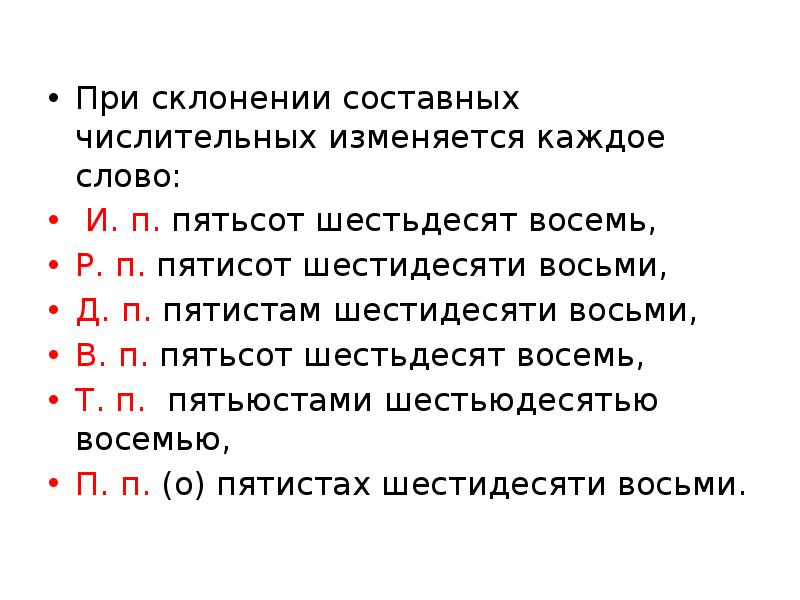 • При склонении составных
числительных изменяется каждое
слово:
• И. п. пятьсот шестьдесят восемь,
• Р. п. пятисот шестидесяти восьми,
• Д. п. пятистам шестидесяти восьми,
• В. п. пятьсот шестьдесят восемь,
• Т. п. пятьюстами шестьюдесятью
восемью,
• П. п. (о) пятистах шестидесяти восьми.